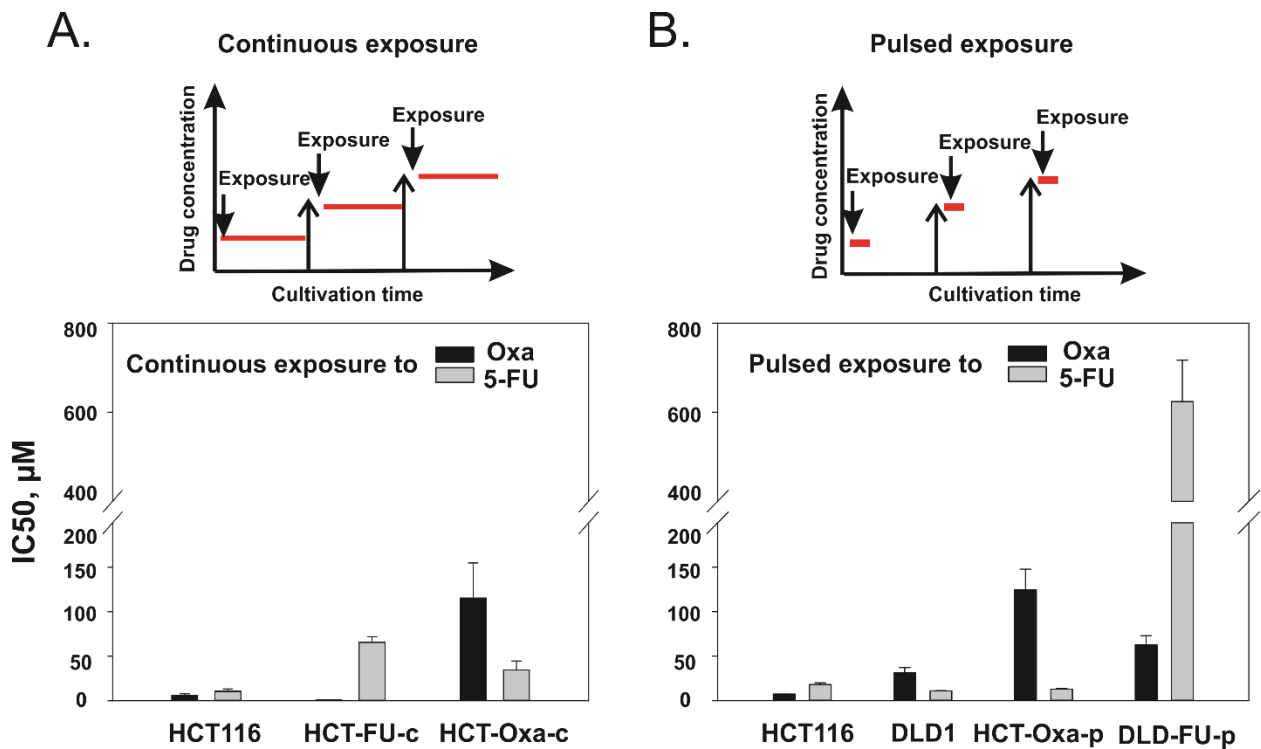 A.
Continuous exposure
Drug concentration
Exposure
Exposure
Exposure
Cultivation time
Continuous exposure to
Oxa
5-FU
IC50, µM
800
600
400
200
150
100
50
0
HCT116
HCT-FU-c
HCT-Oxa-c
B.
Pulsed exposure
Drug concentration
Exposure
Exposure
Exposure
Cultivation time
Pulsed exposure to
Oxa
5-FU
800
600
400
200
150
100
50
0
HCT116
DLD1
HCT-Oxa-p
DLD-FU-p